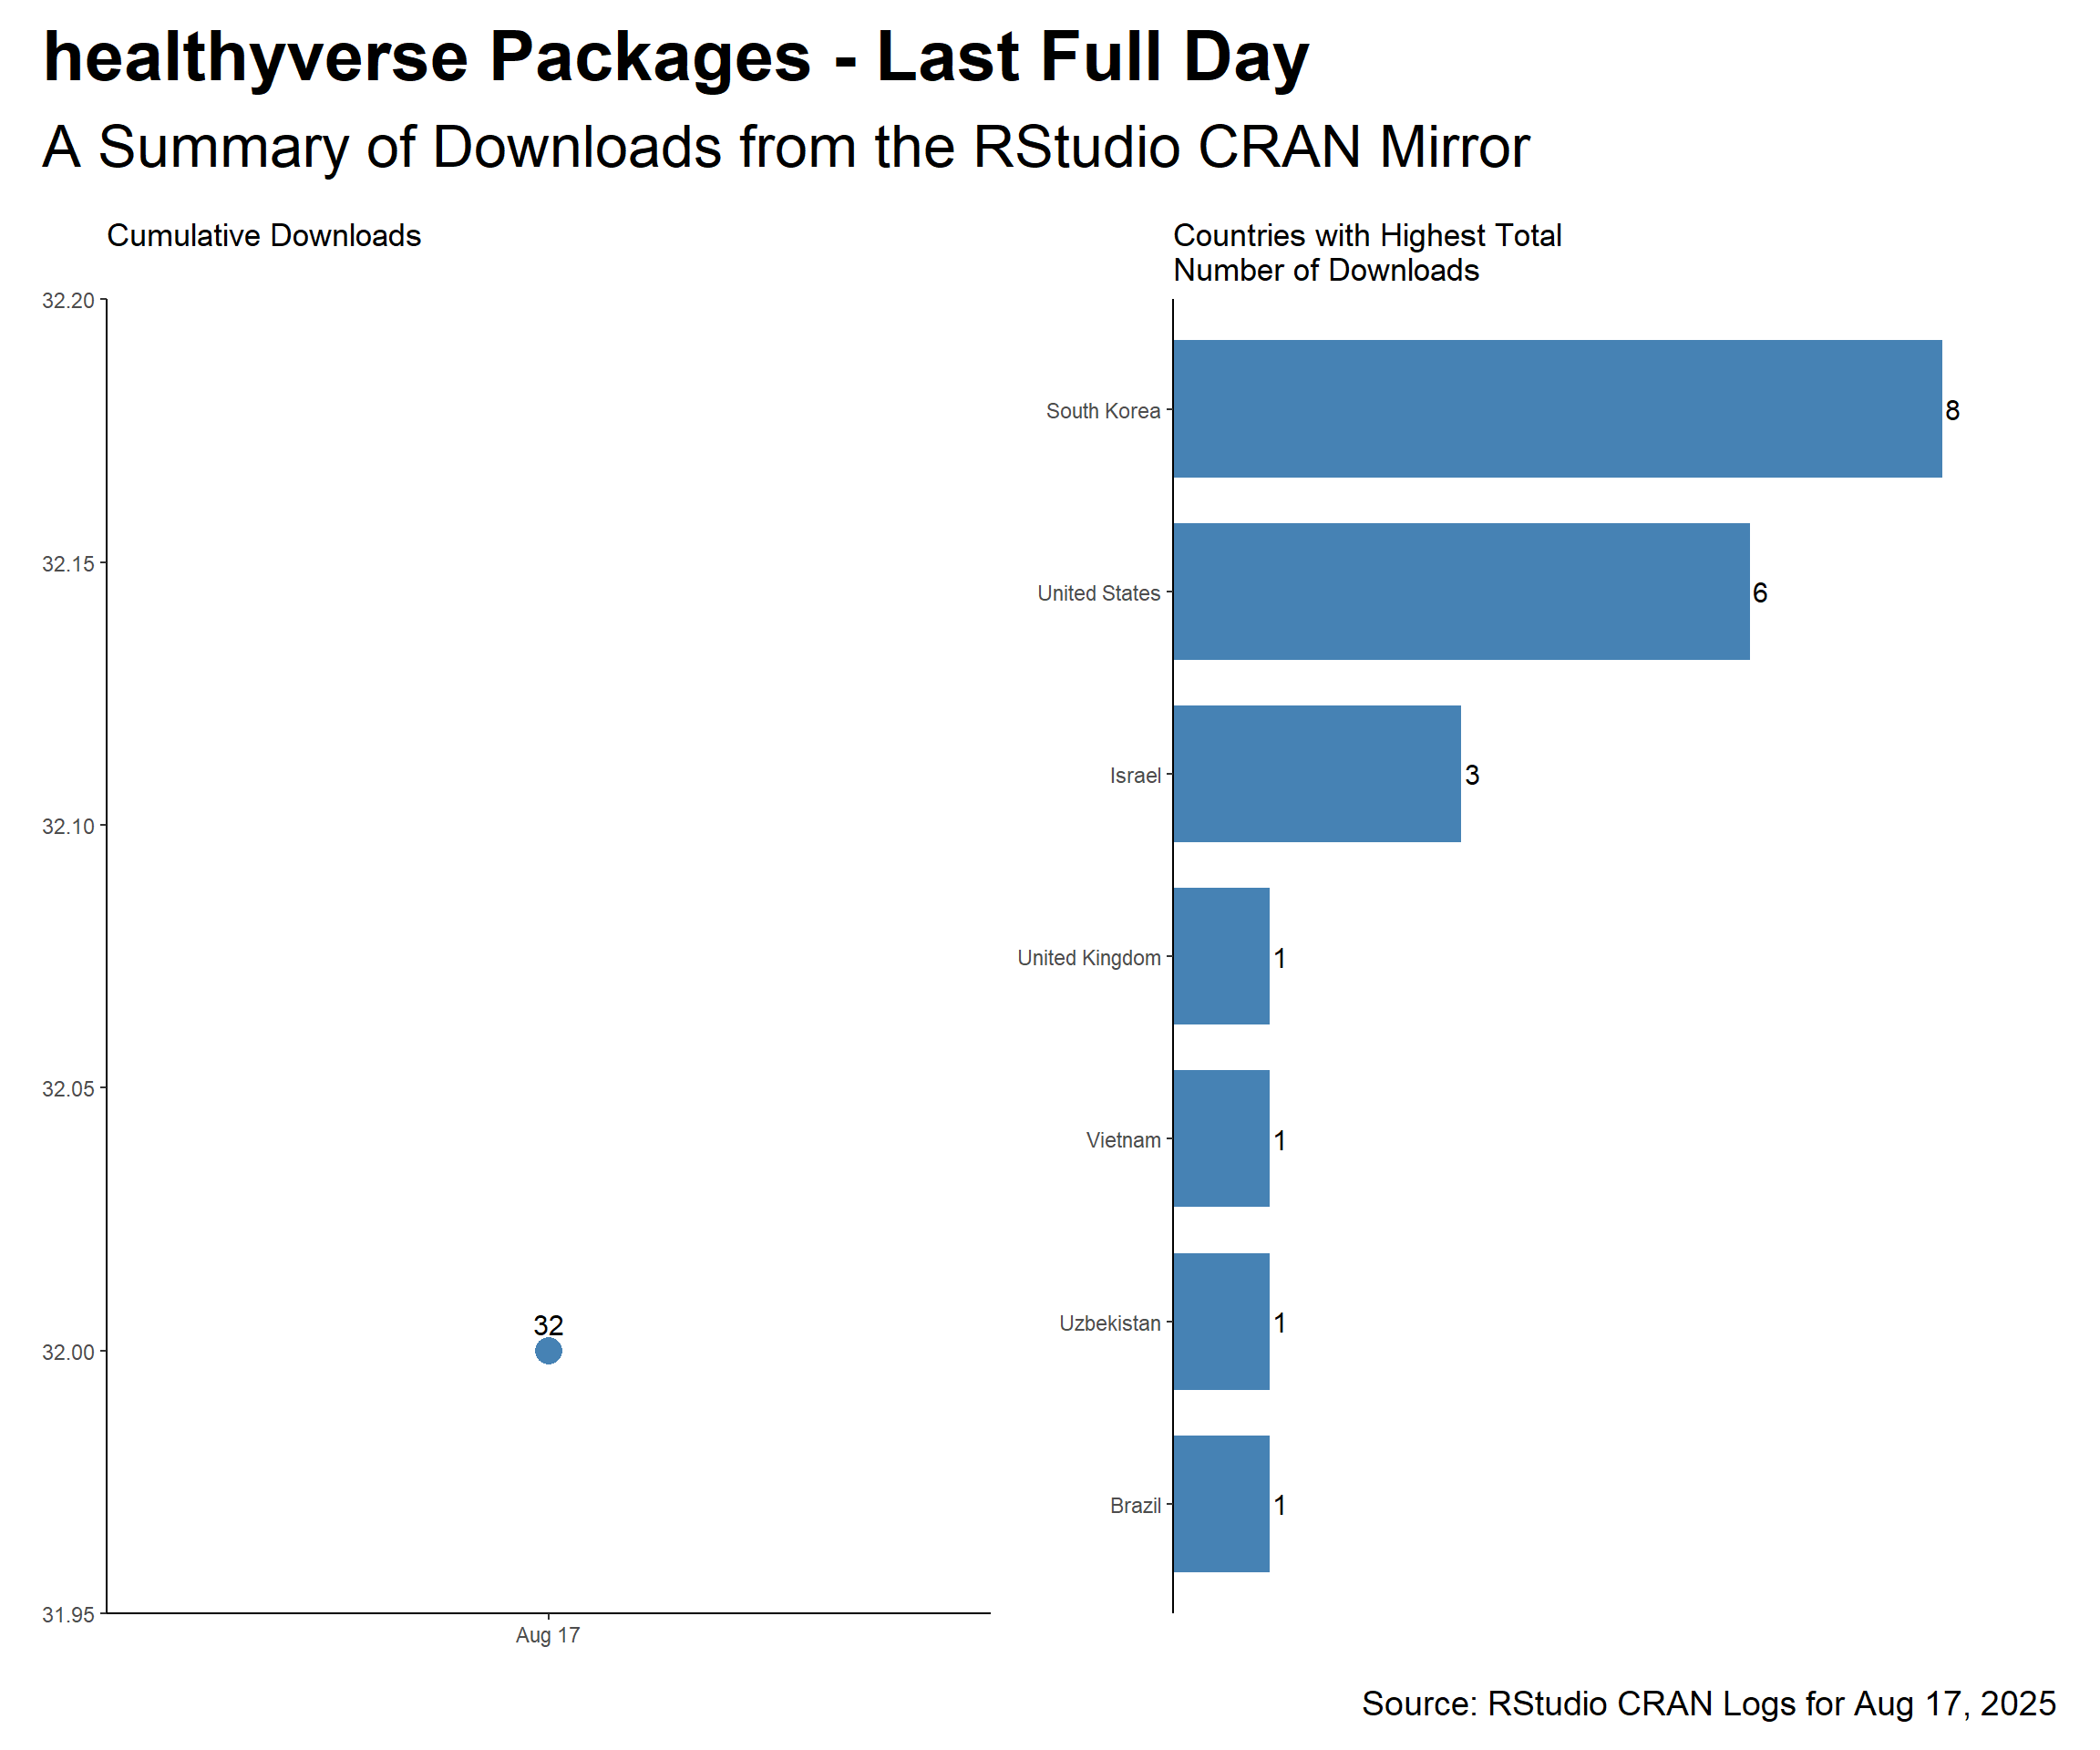 healthyverse Packages - Last Full Day
A Summary of Downloads from the RStudio CRAN Mirror
Cumulative Downloads
32.20
32.15
32.10
32.05
32.00
31.95
32
Aug 17
Countries with Highest Total
Number of Downloads
South Korea 8
United States 6
Israel 3
United Kingdom 1
Vietnam 1
Uzbekistan 1
Brazil 1
Source: RStudio CRAN Logs for Aug 17, 2025